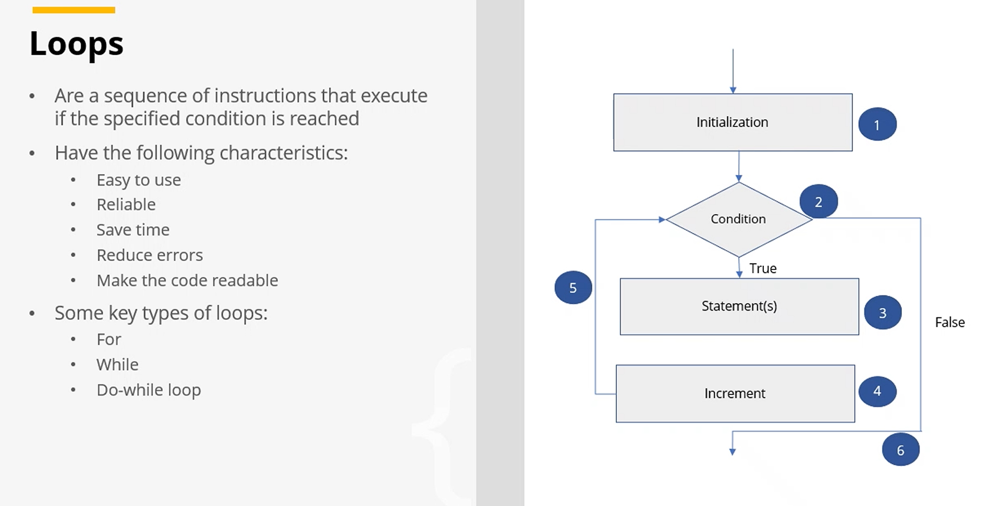 Loops
• Are a sequence of instructions that execute
if the specified condition is reached
• Have the following characteristics:
• Easy to use
• Reliable
• Save time
• Reduce errors
• Make the code readable
• Some key types of loops:
• For
• While
• Do-while loop
{
Initialization
1
2
Condition
True
5
Statement(s)
3
False
Increment
4
6